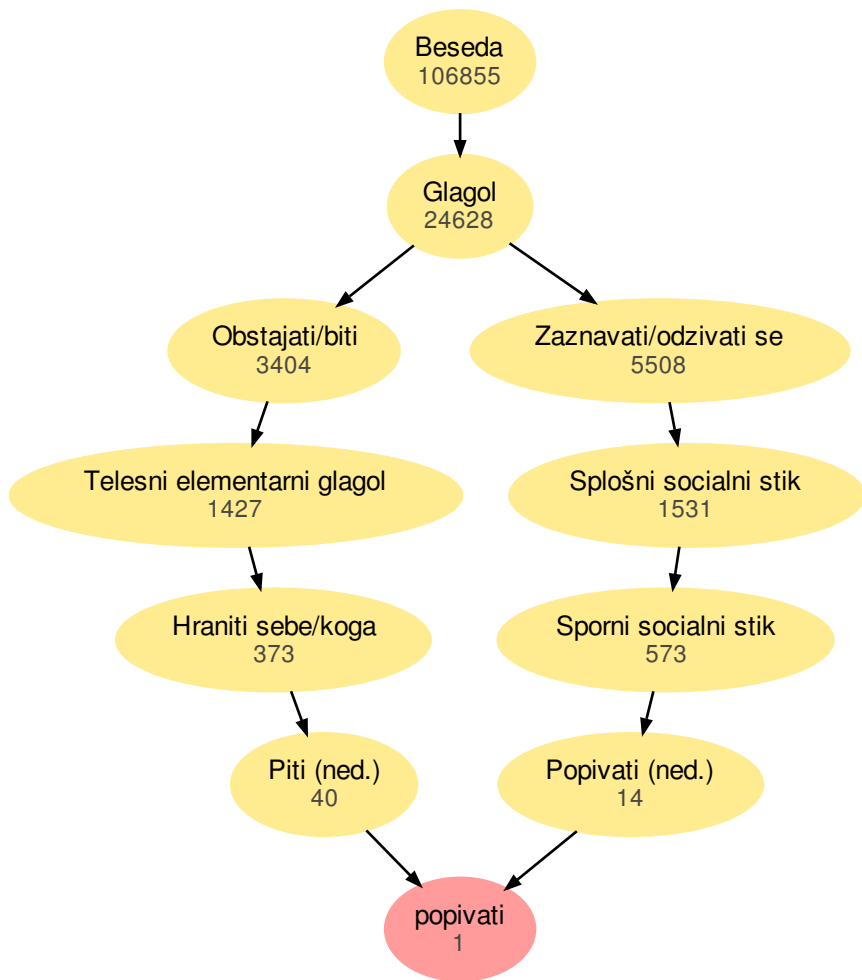 Beseda
106855
Glagol
24628
Obstajati/biti
3404
Zaznavati/odzivati se
5508
Telesni elementarni glagol
1427
Splošni socialni stik
1531
Hraniti sebe/koga
373
Sporni socialni stik
573
Piti (ned.)
40
Popivati (ned.)
14
popivati
1